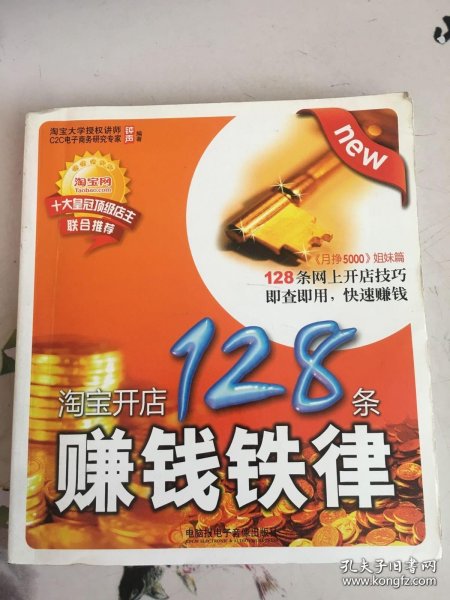 淘宝大学授权讲师
C2C电子商务研究专家
编著
new
淘宝网
Taobao.com
十大皇冠顶级店主
联合推荐
《月挣5000》姐妹篇
128条网上开店技巧
即查即用，快速赚钱
淘宝开店128条
赚钱铁律
电脑报电子音像出版社
孔夫子旧书网
www.kongfz.com